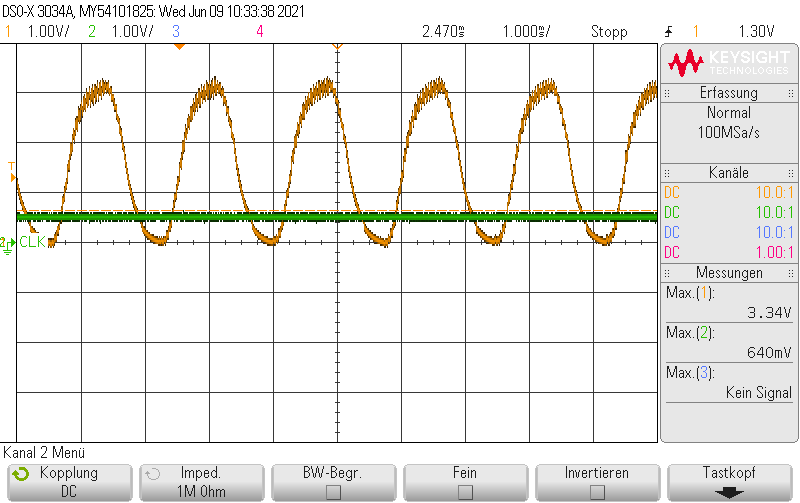 DSO-X 3034A, MY54101825: Wed Jun 09 10:33:38 2021
1 1.00V/ 2 1.00V/ 3 4 2.470s 1.000s/ Stopp 1 1.30V
KEYSIGHT
TECHNOLOGIES
Erfassung
Normal
100MSa/s
Kanäle
DC 10.0:1
DC 10.0:1
DC 10.0:1
DC 1.00:1
Messungen
Max.(1):
3.34V
Max.(2):
640mV
Max.(3):
Kein Signal
T
2 CLK
Kanal 2 Menü
Kopplung
DC
Imped.
1M Ohm
BW-Begr.
Fein
Invertieren
Tastkopf